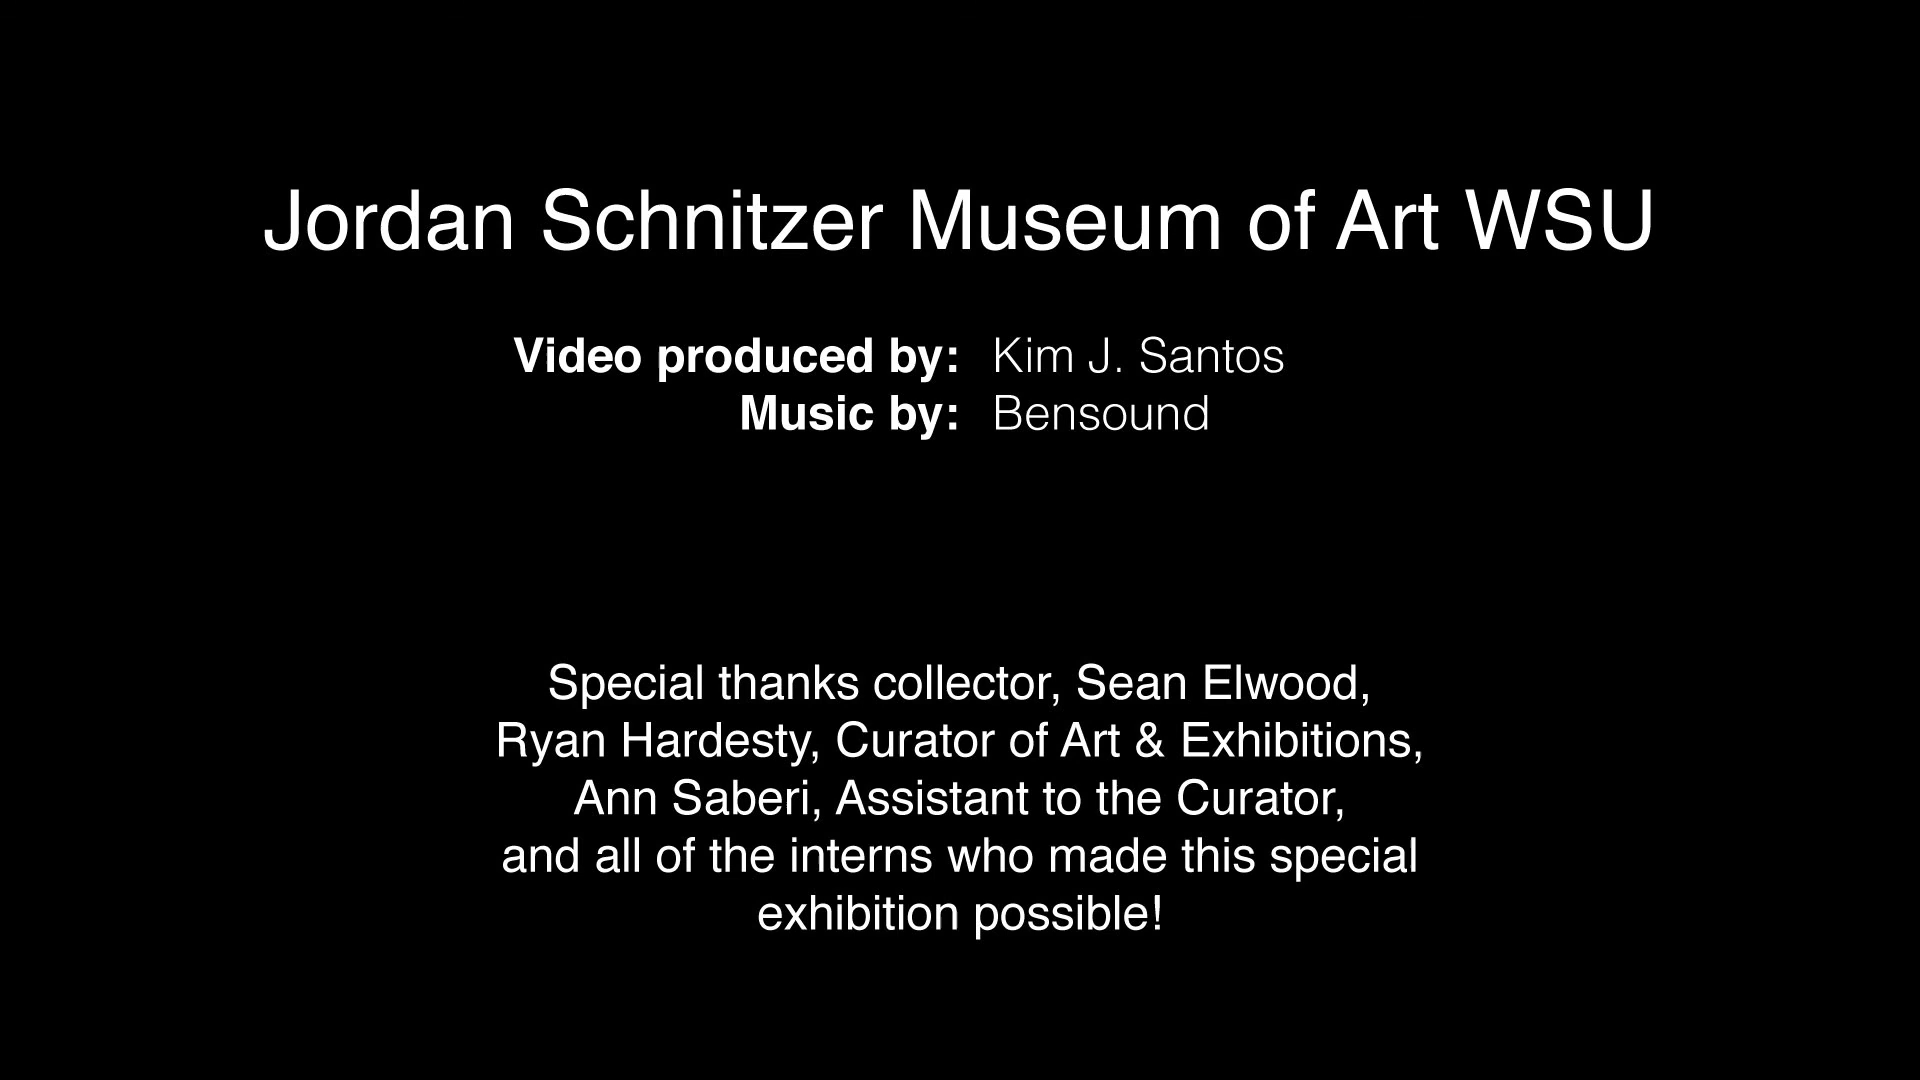 Jordan Schnitzer Museum of Art WSU
Video produced by: Kim J. Santos
Music by: Bensound
Special thanks collector, Sean Elwood,
Ryan Hardesty, Curator of Art & Exhibitions,
Ann Saberi, Assistant to the Curator,
and all of the interns who made this special
exhibition possible!